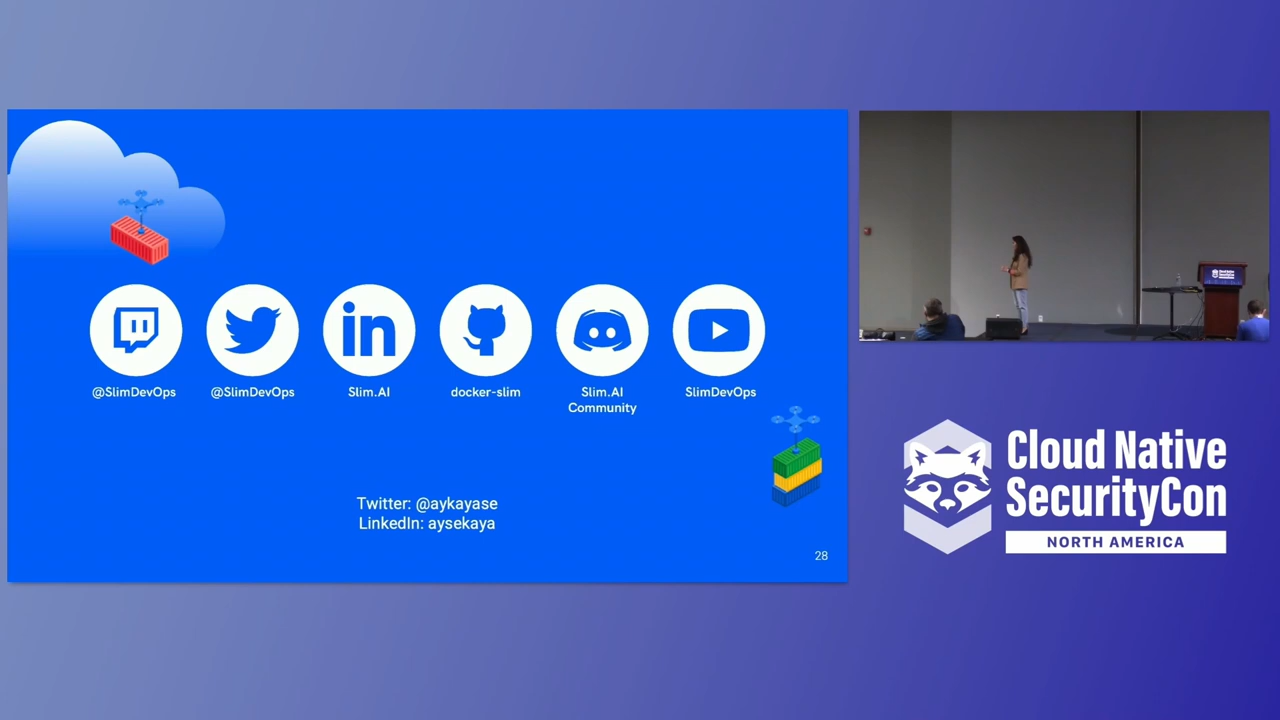 @SlimDevOps
@SlimDevOps
Slim.AI
docker-slim
Slim.AI
Community
SlimDevOps
Twitter: @aykayase
LinkedIn: aysekaya
28
Cloud Native
SecurityCon
NORTH AMERICA